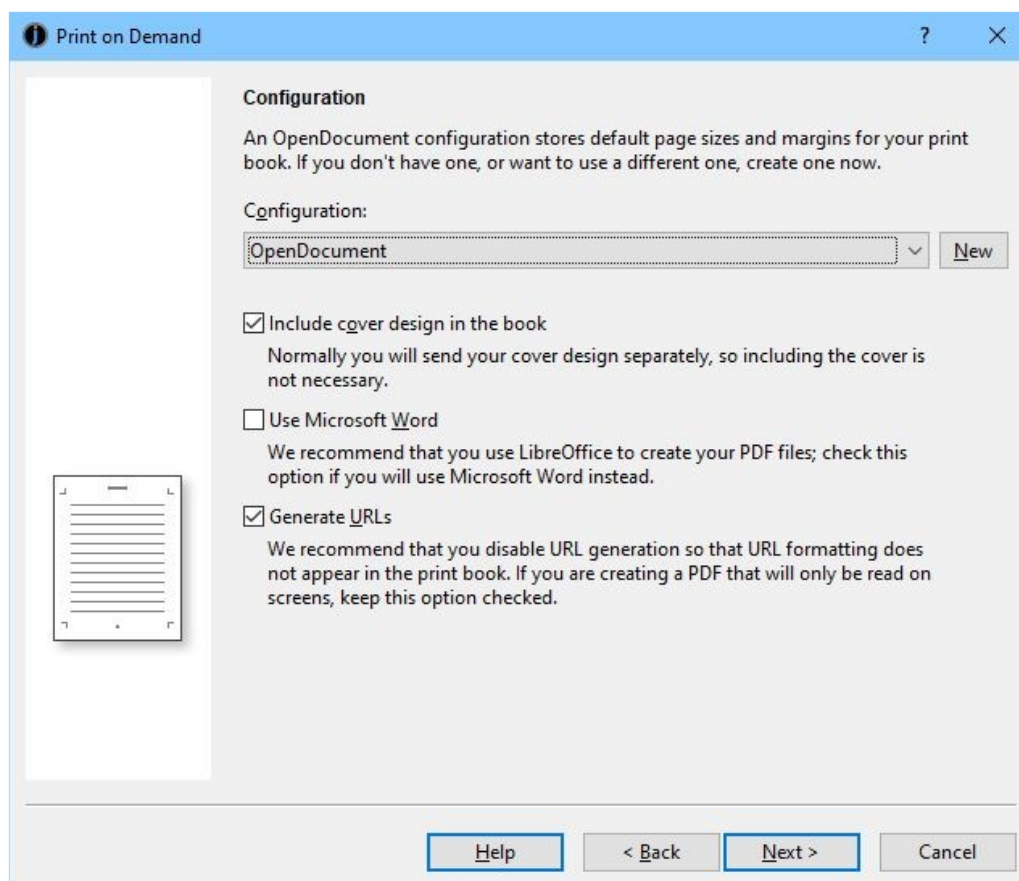 Print on Demand
?
Configuration
An OpenDocument configuration stores default page sizes and margins for your print
book. If you don't have one, or want to use a different one, create one now.
Configuration:
OpenDocument
New
Include cover design in the book
Normally you will send your cover design separately, so including the cover is
not necessary.
Use Microsoft Word
We recommend that you use LibreOffice to create your PDF files; check this
option if you will use Microsoft Word instead.
Generate URLs
We recommend that you disable URL generation so that URL formatting does
not appear in the print book. If you are creating a PDF that will only be read on
screens, keep this option checked.
Help
< Back
Next >
Cancel